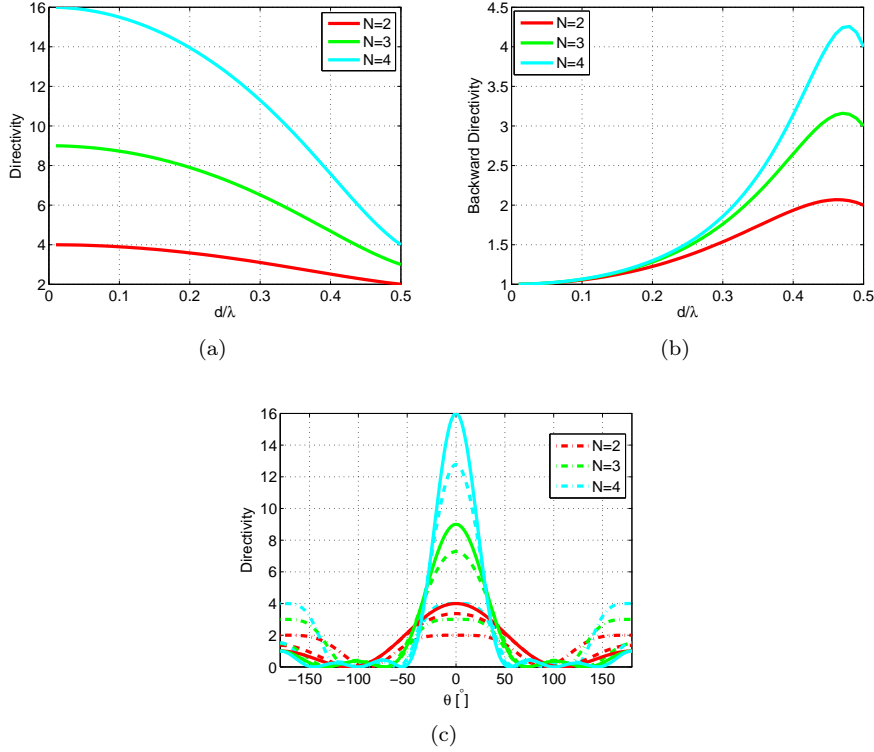 16
14
12
10
8
6
4
2
0
0.1
0.2
0.3
0.4
0.5
Directivity
d/λ
N=2
N=3
N=4
(a)
4.5
4
3.5
3
2.5
2
1.5
1
0
0.1
0.2
0.3
0.4
0.5
Backward Directivity
d/λ
N=2
N=3
N=4
(b)
16
14
12
10
8
6
4
2
0
−150
−100
−50
0
50
100
150
Directivity
θ [°]
N=2
N=3
N=4
(c)